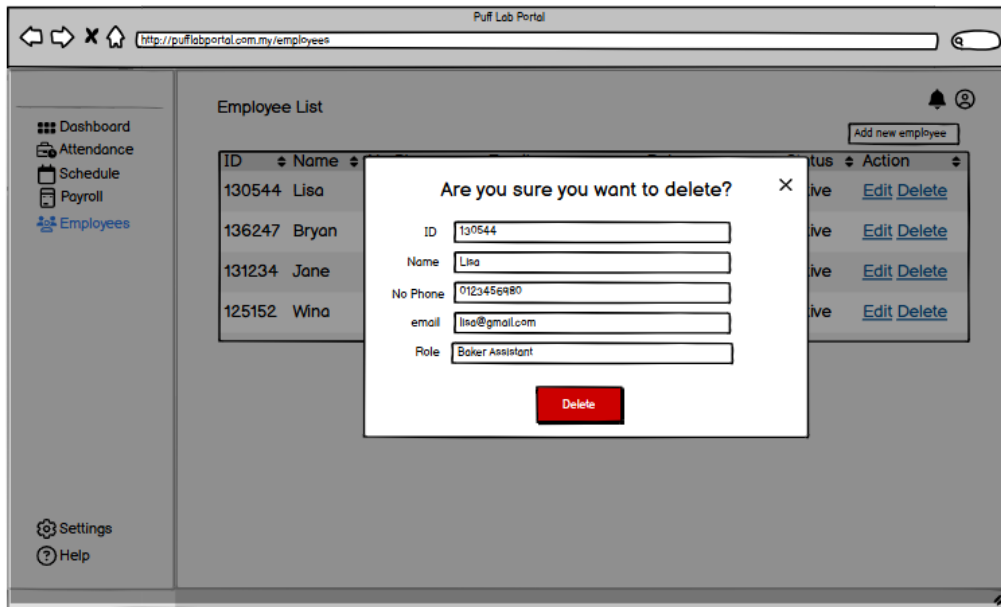 Puff Lab Portal
http://pufflabportal.com.my/employees
Employee List
Dashboard
Attendance
Schedule
Payroll
Employees
Add new employee
ID Name Action
130544 Lisa Edit Delete
136247 Bryan Edit Delete
131234 Jane Edit Delete
125152 Wina Edit Delete
Are you sure you want to delete?
ID 130544
Name Lisa
No Phone 0123456980
email lisa@gmail.com
Role Baker Assistant
Delete
Settings
Help